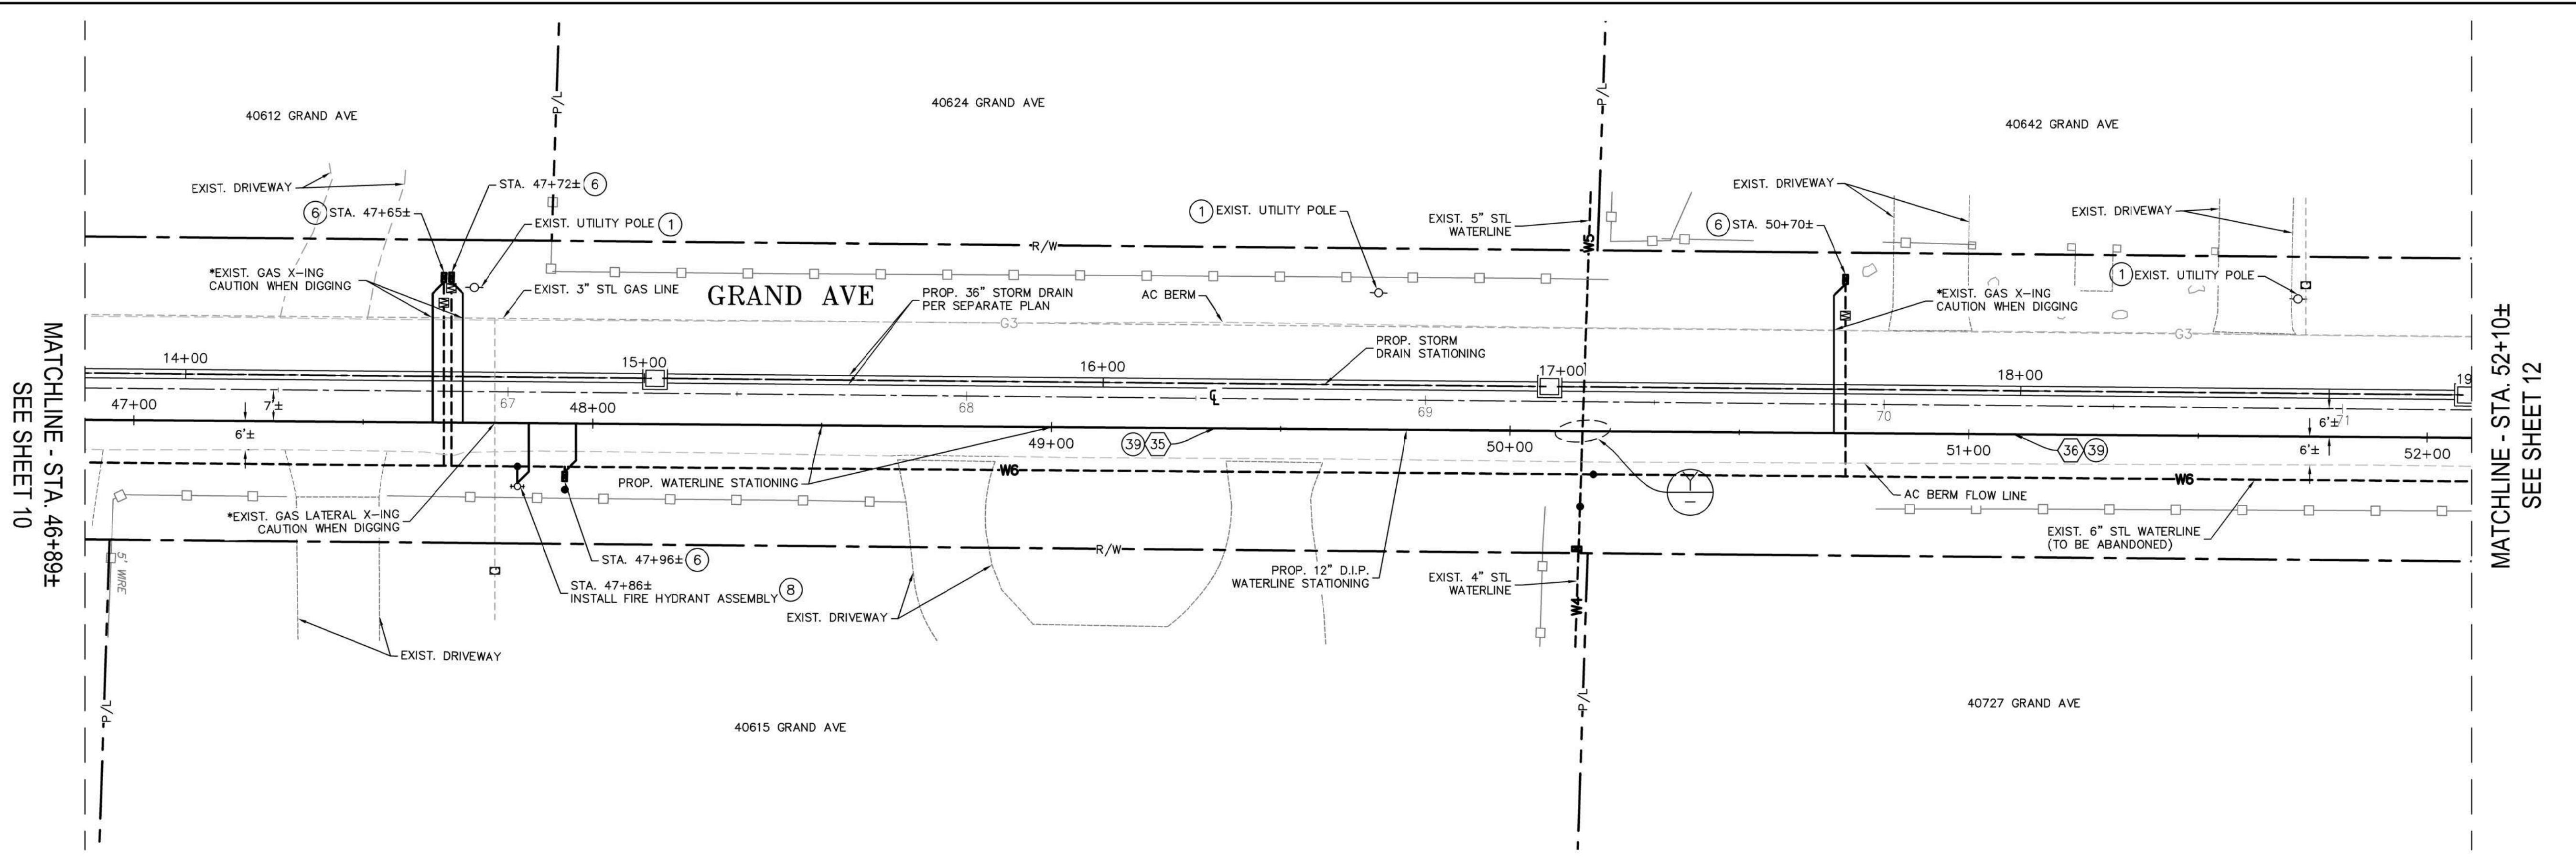 40612 GRAND AVE
P/L
40624 GRAND AVE
P/L
40642 GRAND AVE
EXIST. DRIVEWAY
STA. 47+72± 6
6 STA. 47+65±
EXIST. UTILITY POLE 1
1 EXIST. UTILITY POLE
EXIST. 5" STL
WATERLINE
W5
EXIST. DRIVEWAY
6 STA. 50+70±
EXIST. DRIVEWAY
R/W
*EXIST. GAS X-ING
CAUTION WHEN DIGGING
EXIST. 3" STL GAS LINE
GRAND AVE
PROP. 36" STORM DRAIN
PER SEPARATE PLAN
AC BERM
G3
*EXIST. GAS X-ING
CAUTION WHEN DIGGING
1 EXIST. UTILITY POLE
G3
PROP. STORM
DRAIN STATIONING
14+00
15+00
16+00
17+00
18+00
19
MATCHLINE - STA. 46+89±
SEE SHEET 10
MATCHLINE - STA. 52+10±
SEE SHEET 12
67
68
69
70
71
℄
7'±
6'±
6'±
6'±
47+00
48+00
49+00
50+00
51+00
52+00
39 35
36 39
PROP. WATERLINE STATIONING
W6
Y
–
AC BERM FLOW LINE
W6
*EXIST. GAS LATERAL X-ING
CAUTION WHEN DIGGING
EXIST. 6" STL WATERLINE
(TO BE ABANDONED)
5' WIRE
STA. 47+96± 6
STA. 47+86±
INSTALL FIRE HYDRANT ASSEMBLY 8
R/W
PROP. 12" D.I.P.
WATERLINE STATIONING
EXIST. 4" STL
WATERLINE
W4
EXIST. DRIVEWAY
EXIST. DRIVEWAY
P/L
40615 GRAND AVE
P/L
40727 GRAND AVE